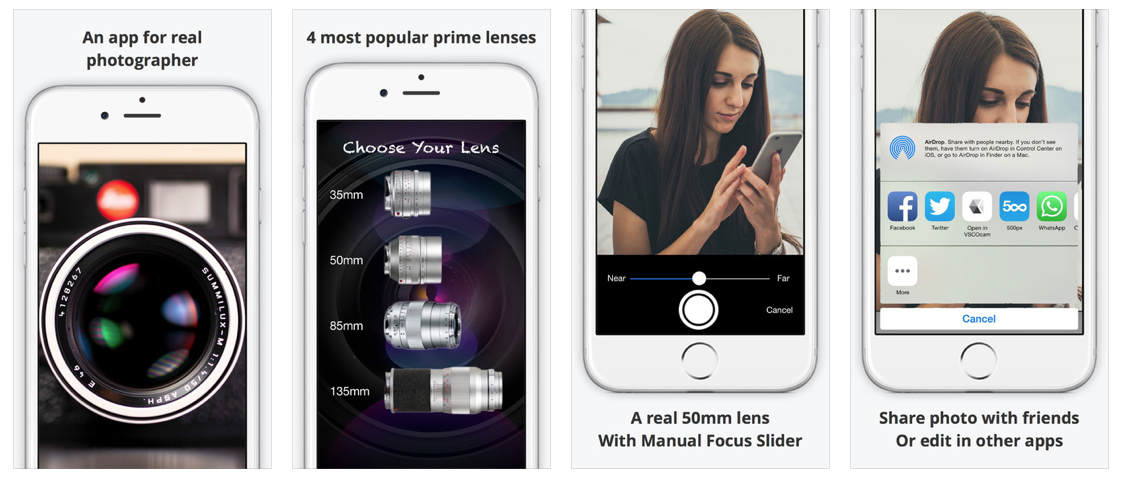 An app for real
photographer
4128267
SUMMILUX-M 1:1.4/50 ASPH.
E 46
4 most popular prime lenses
Choose Your Lens
35mm
50mm
85mm
135mm
Near
Far
Cancel
A real 50mm lens
With Manual Focus Slider
AirDrop. Share with people nearby. If you don't see
them, have them turn on AirDrop in Control Center on
iOS, or go to AirDrop in Finder on a Mac.
Facebook
Twitter
Open in
VSCOcam
500
500px
WhatsApp
More
Cancel
Share photo with friends
Or edit in other apps